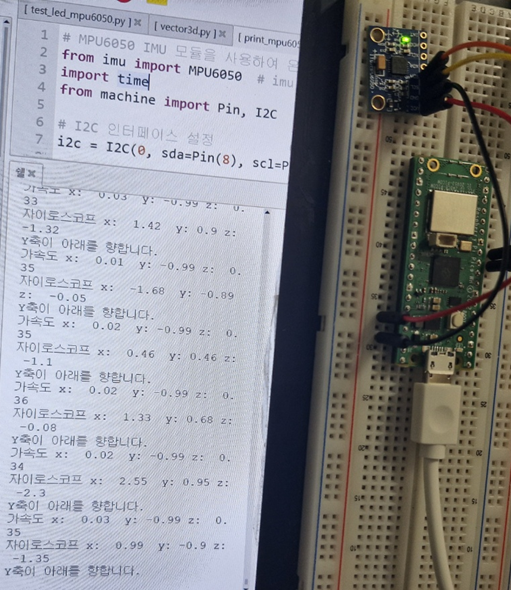 [ test_led_mpu6050.py ] × [ vector3d.py ] × [ print_mpu605
1 # MPU6050 IMU 모듈을 사용하여 온
2 from imu import MPU6050 # imu
3 import time
4 from machine import Pin, I2C
5
6 # I2C 인터페이스 설정
7 i2c = I2C(0, sda=Pin(8), scl=P
쉘 ×
가속도 x: 0.03 y: -0.99 z: 0.
33
자이로스코프 x: 1.42 y: 0.9 z:
-1.32
Y축이 아래를 향합니다.
가속도 x: 0.01 y: -0.99 z: 0.
35
자이로스코프 x: -1.68 y: -0.89
z: -0.05
Y축이 아래를 향합니다.
가속도 x: 0.02 y: -0.99 z: 0.
35
자이로스코프 x: 0.46 y: 0.46 z:
-1.1
Y축이 아래를 향합니다.
가속도 x: 0.02 y: -0.99 z: 0.
36
자이로스코프 x: 1.33 y: 0.68 z:
-0.08
Y축이 아래를 향합니다.
가속도 x: 0.02 y: -0.99 z: 0.
34
자이로스코프 x: 2.55 y: 0.95 z:
-2.3
Y축이 아래를 향합니다.
가속도 x: 0.03 y: -0.99 z: 0.
35
자이로스코프 x: 0.99 y: -0.9 z:
-1.35
Y축이 아래를 향합니다.